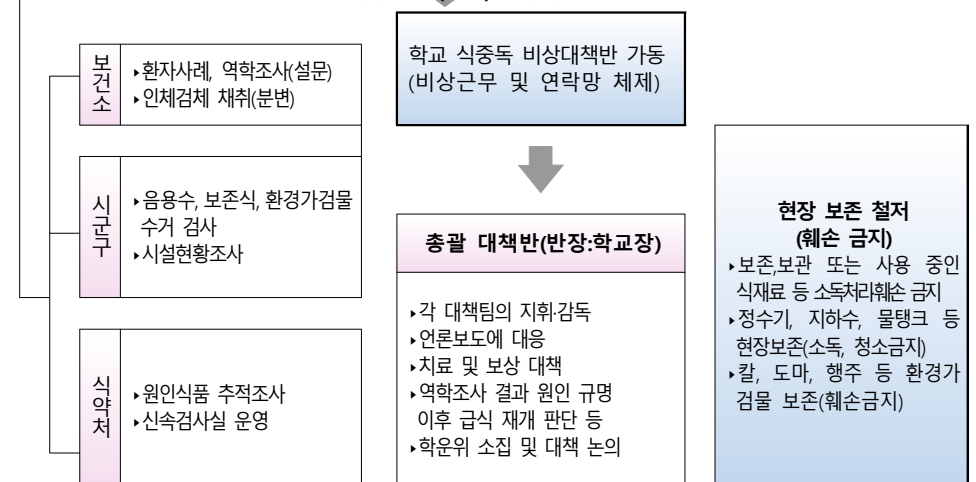 보건소
▸환자사례, 역학조사(설문)
▸인체검체 채취(분변)
시군구
▸음용수, 보존식, 환경가검물
수거 검사
▸시설현황조사
식약처
▸원인식품 추적조사
▸신속검사실 운영
학교 식중독 비상대책반 가동
(비상근무 및 연락망 체제)
총괄 대책반(반장:학교장)
▸각 대책팀의 지휘·감독
▸언론보도에 대응
▸치료 및 보상 대책
▸역학조사 결과 원인 규명
이후 급식 재개 판단 등
▸학운위 소집 및 대책 논의
현장 보존 철저
(훼손 금지)
▸보존,보관 또는 사용 중인
식재료 등 소독처리훼손 금지
▸정수기, 지하수, 물탱크 등
현장보존(소독, 청소금지)
▸칼, 도마, 행주 등 환경가
검물 보존(훼손금지)